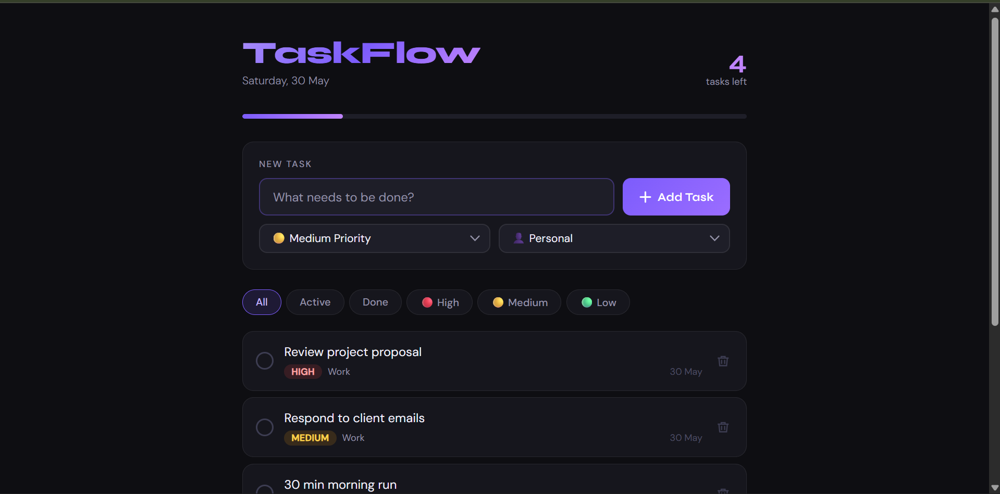 TaskFlow
Saturday, 30 May
4
tasks left
NEW TASK
What needs to be done?
+ Add Task
Medium Priority
Personal
All
Active
Done
High
Medium
Low
Review project proposal
HIGH Work
30 May
Respond to client emails
MEDIUM Work
30 May
30 min morning run